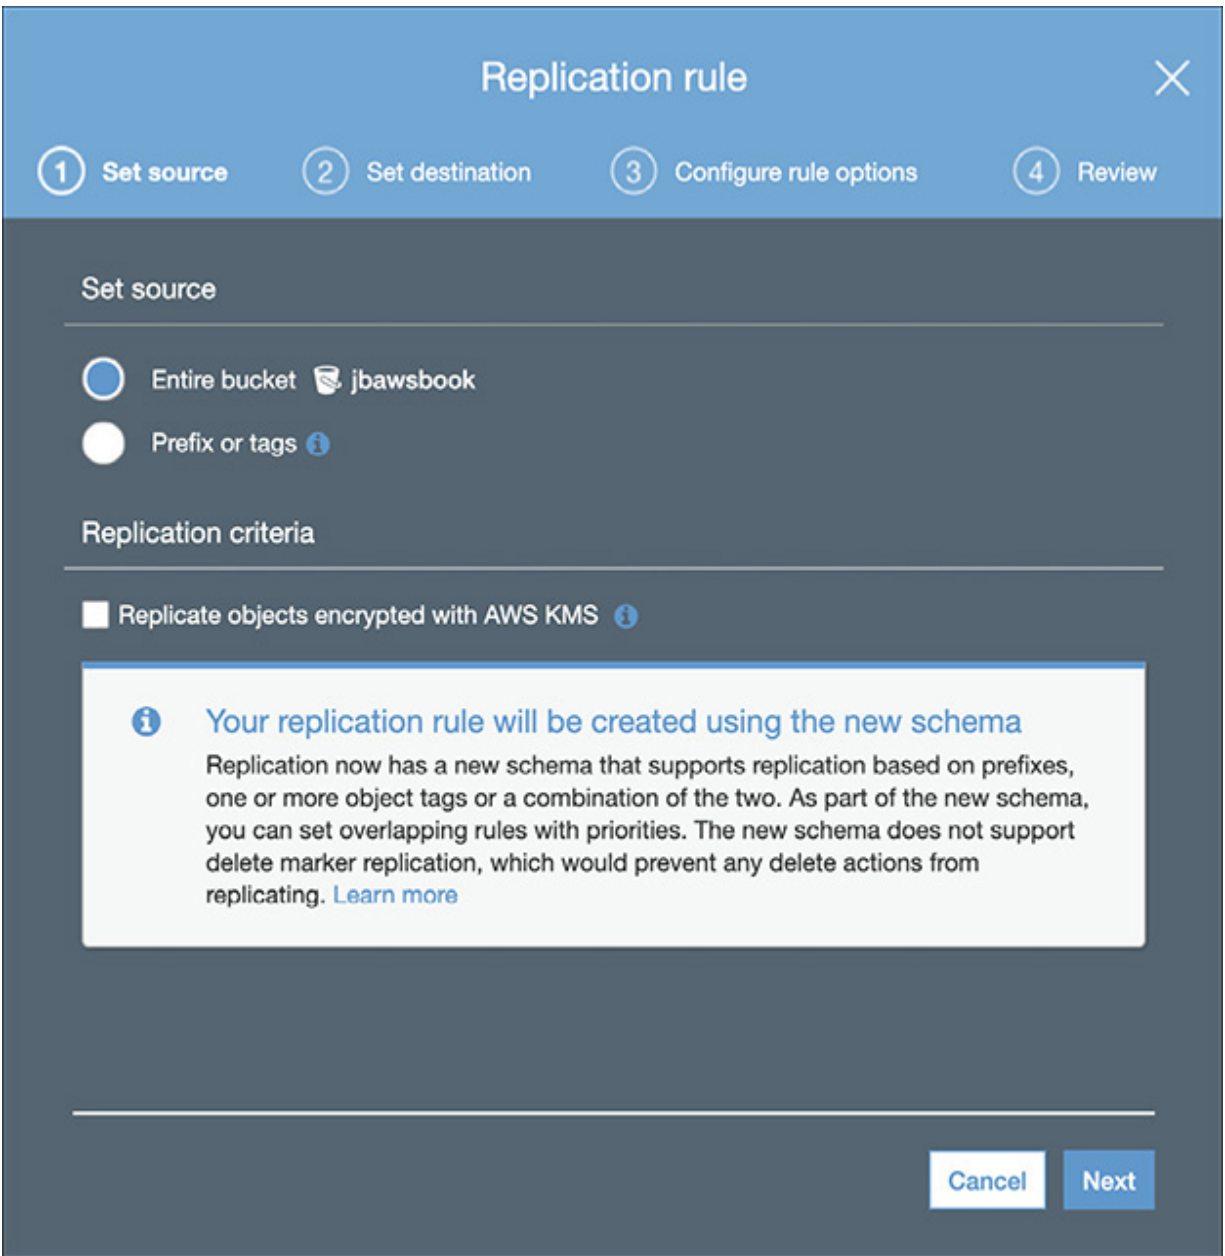 Replication rule
1 Set source 2 Set destination 3 Configure rule options 4 Review
Set source
Entire bucket jbawsbook
Prefix or tags
Replication criteria
Replicate objects encrypted with AWS KMS
Your replication rule will be created using the new schema
Replication now has a new schema that supports replication based on prefixes,
one or more object tags or a combination of the two. As part of the new schema,
you can set overlapping rules with priorities. The new schema does not support
delete marker replication, which would prevent any delete actions from
replicating. Learn more
Cancel Next